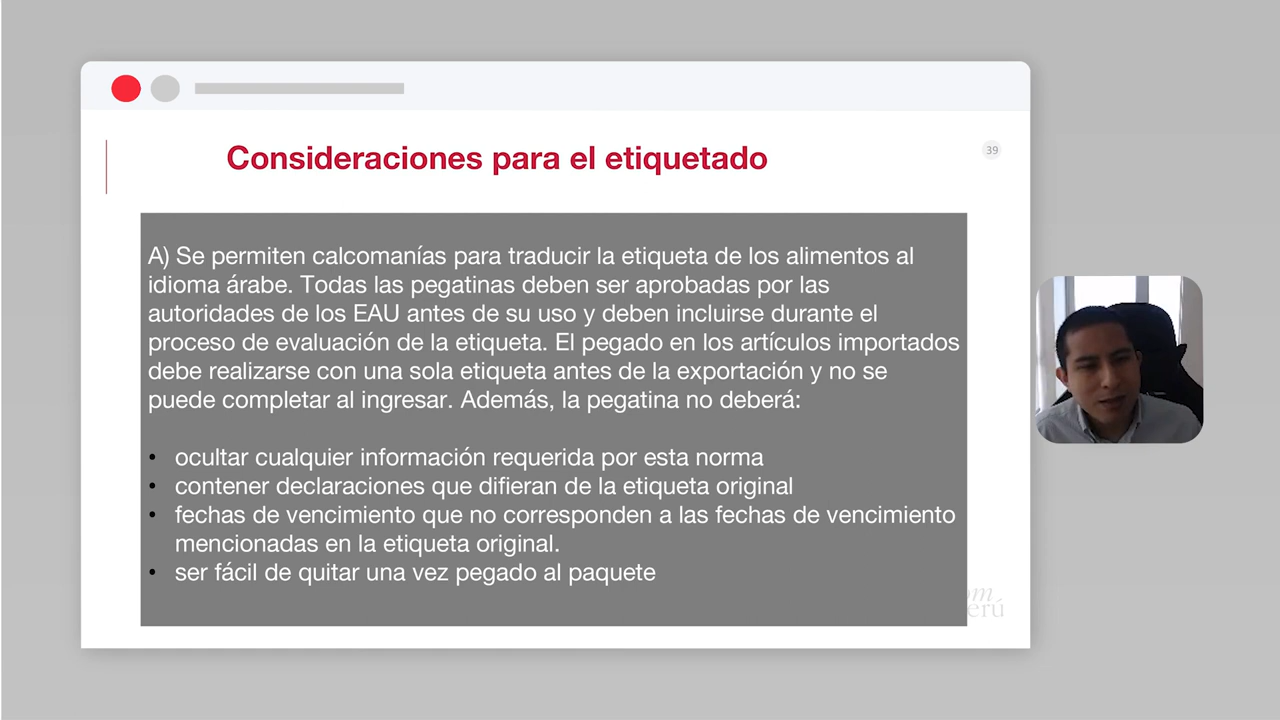 Consideraciones para el etiquetado
39
A) Se permiten calcomanías para traducir la etiqueta de los alimentos al
idioma árabe. Todas las pegatinas deben ser aprobadas por las
autoridades de los EAU antes de su uso y deben incluirse durante el
proceso de evaluación de la etiqueta. El pegado en los artículos importados
debe realizarse con una sola etiqueta antes de la exportación y no se
puede completar al ingresar. Además, la pegatina no deberá:
• ocultar cualquier información requerida por esta norma
• contener declaraciones que difieran de la etiqueta original
• fechas de vencimiento que no corresponden a las fechas de vencimiento
mencionadas en la etiqueta original.
• ser fácil de quitar una vez pegado al paquete